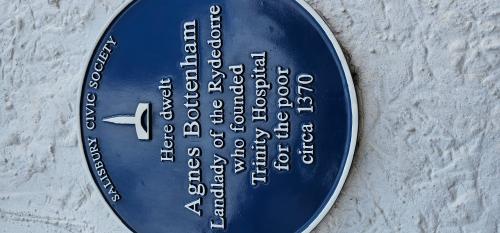 SALISBURY CIVIC SOCIETY
Here dwelt
Agnes Bottenham
Landlady of the Rydedorre
who founded
Trinity Hospital
for the poor
circa 1370